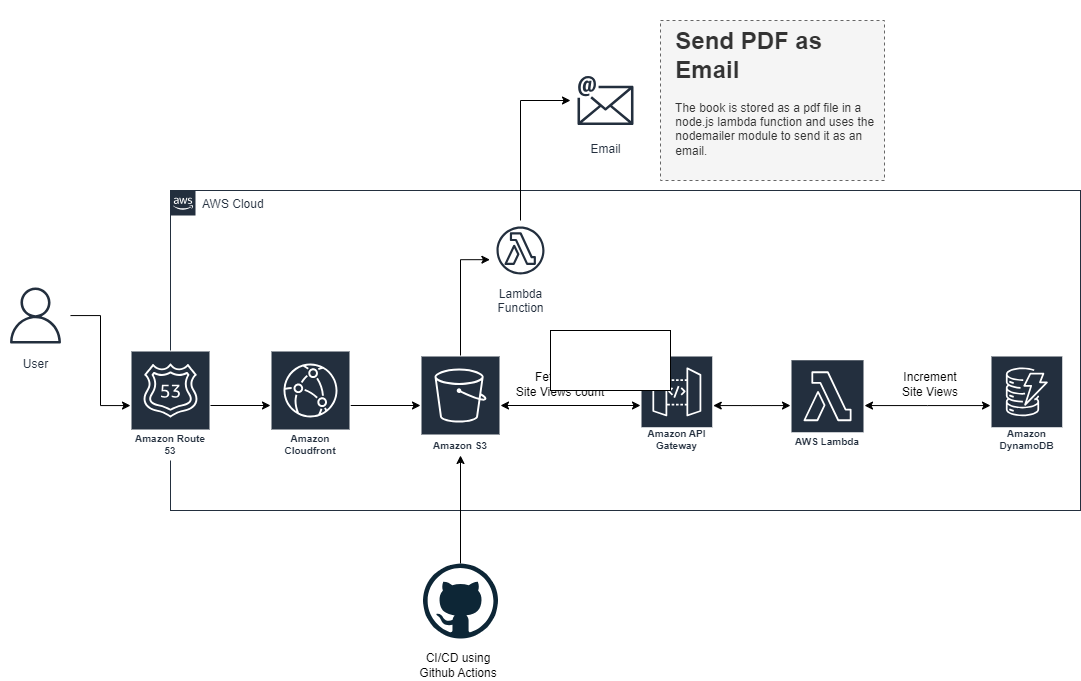 Send PDF as
Email
The book is stored as a pdf file in a
node.js lambda function and uses the
nodemailer module to send it as an
email.
@
Email
aws
AWS Cloud
Lambda
Function
User
53
Amazon Route
53
Amazon
Cloudfront
Amazon S3
Site Views count
</>
Amazon API
Gateway
AWS Lambda
Increment
Site Views
Amazon
DynamoDB
CI/CD using
Github Actions